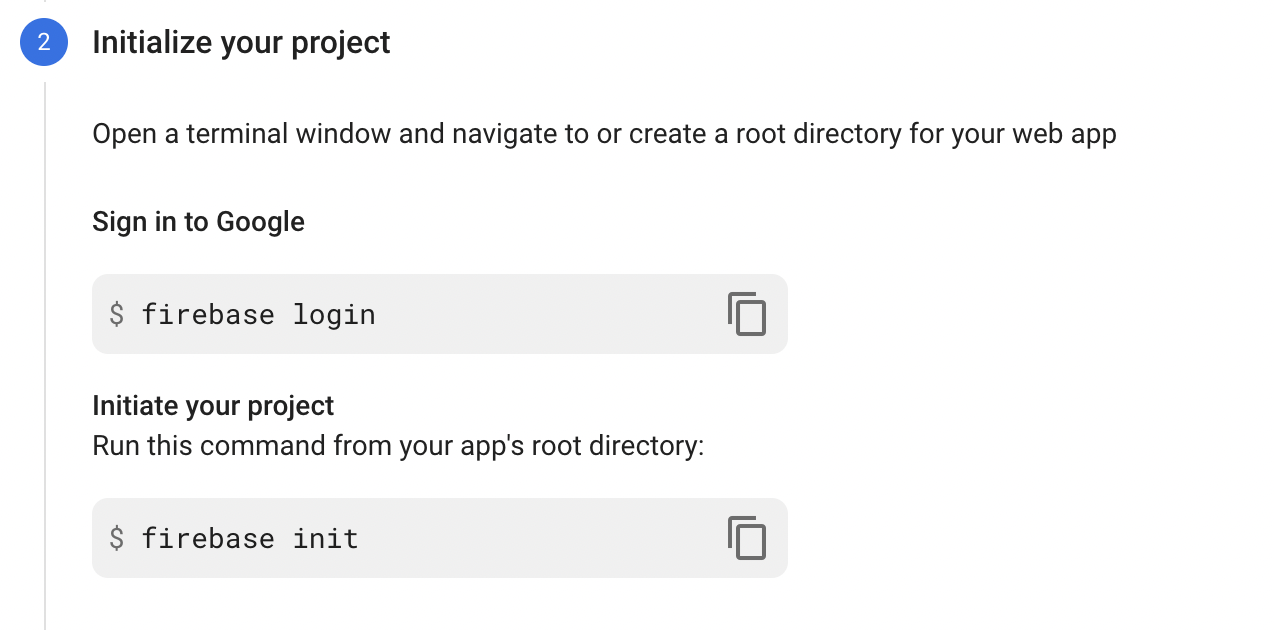 2 Initialize your project
Open a terminal window and navigate to or create a root directory for your web app
Sign in to Google
$ firebase login
Initiate your project
Run this command from your app's root directory:
$ firebase init